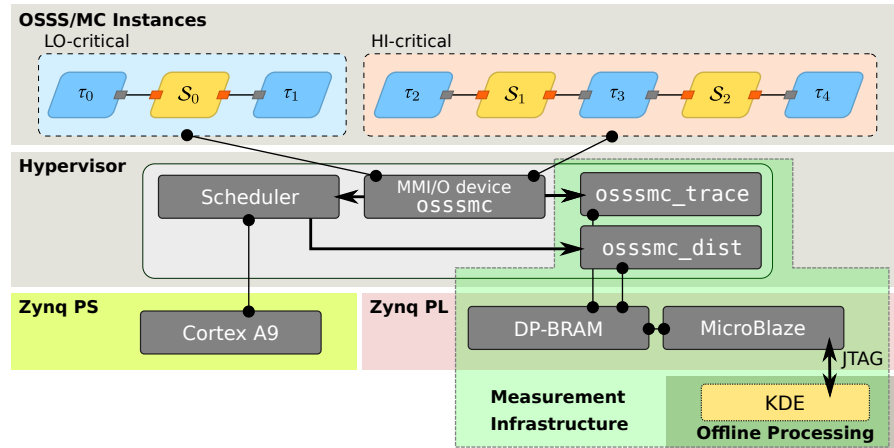 OSSS/MC Instances
LO-critical
HI-critical
τ0 S0 τ1
τ2 S1 τ3 S2 τ4
Hypervisor
Scheduler
MMI/O device
osssmc
osssmc_trace
osssmc_dist
Zynq PS
Cortex A9
Zynq PL
DP-BRAM
MicroBlaze
JTAG
Measurement
Infrastructure
KDE
Offline Processing